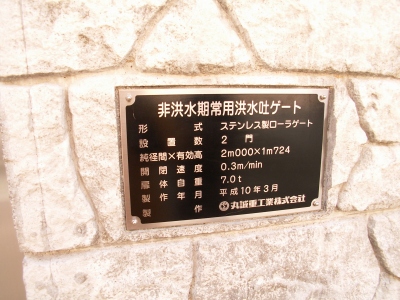 非洪水期常用洪水吐ゲート
形式 ステンレス製ローラゲート
設置数 2門
純径間×有効高 2m000×1m724
開閉速度 0.3m/min
扉体自重 7.0t
製作年月 平成10年3月
製作 丸誠重工業株式会社